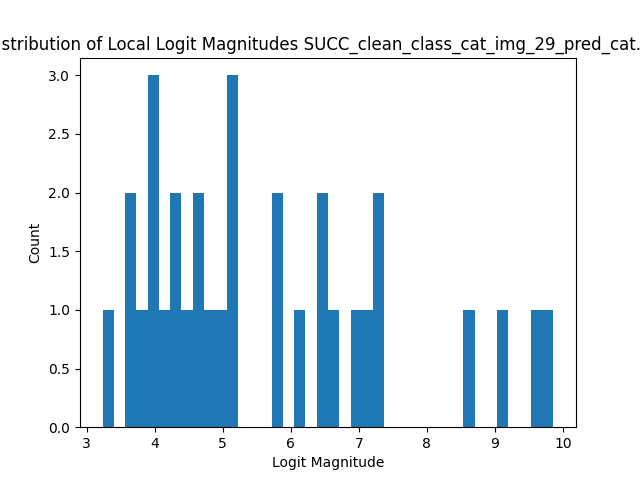 stribution of Local Logit Magnitudes SUCC_clean_class_cat_img_29_pred_cat.
3.0
2.5
2.0
1.5
1.0
0.5
0.0
Count
3 4 5 6 7 8 9 10
Logit Magnitude